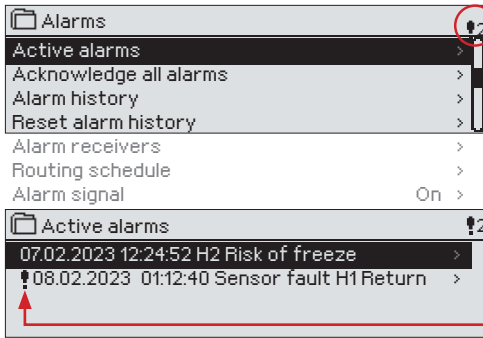 Alarms !2
Active alarms >
Acknowledge all alarms >
Alarm history >
Reset alarm history >
Alarm receivers >
Routing schedule >
Alarm signal On >
Active alarms !2
07.02.2023 12:24:52 H2 Risk of freeze >
!08.02.2023 01:12:40 Sensor fault H1 Return >